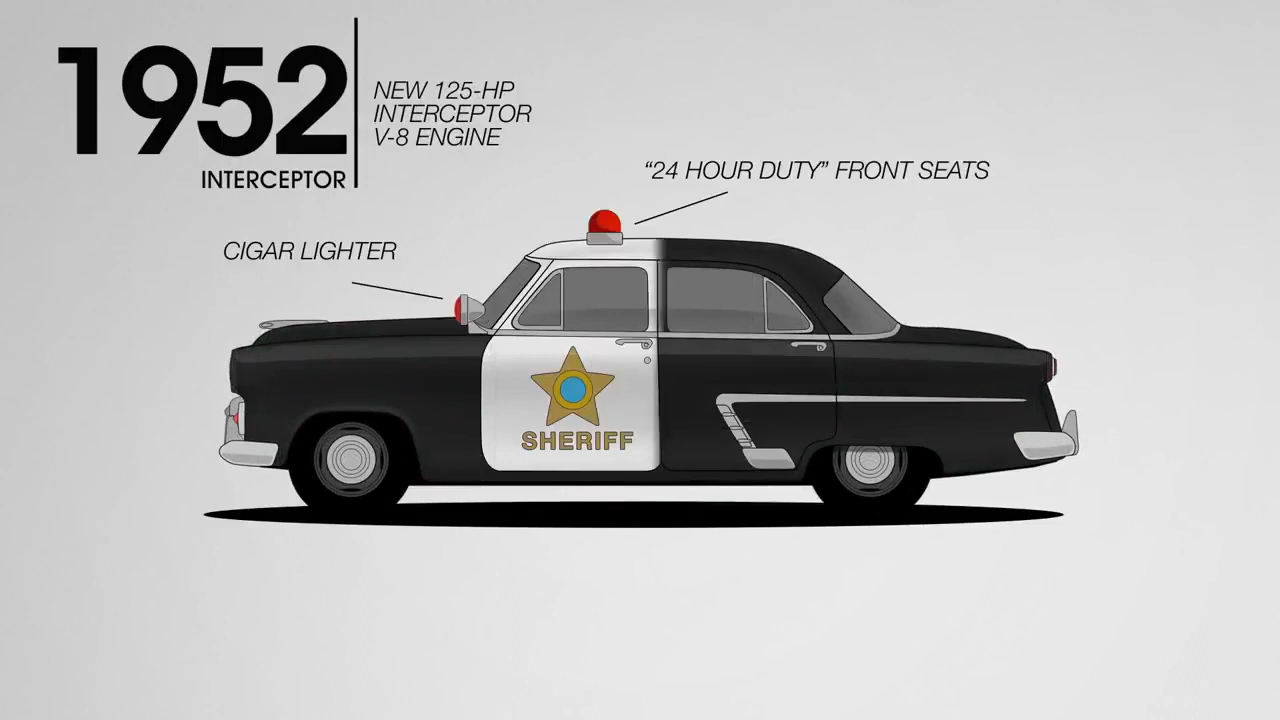 1952
INTERCEPTOR
NEW 125-HP
INTERCEPTOR
V-8 ENGINE
“24 HOUR DUTY” FRONT SEATS
CIGAR LIGHTER
SHERIFF